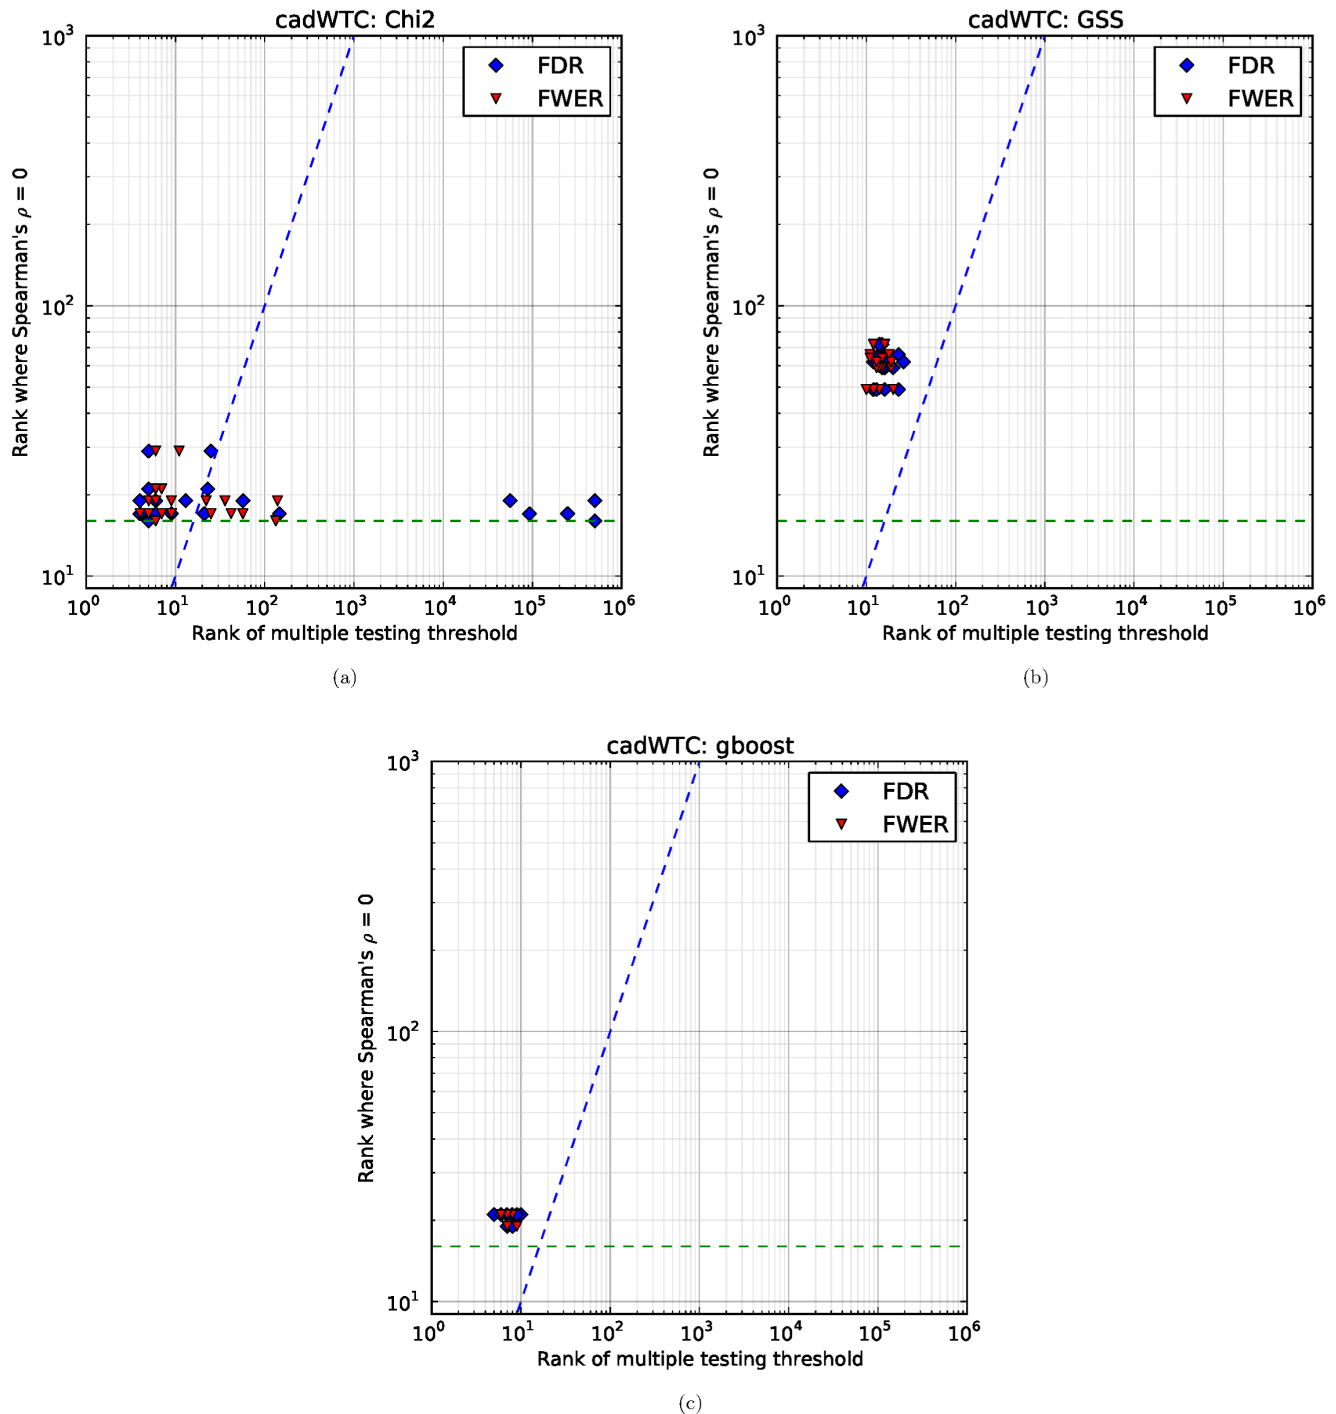 cadWTC: Chi2
10³
10²
10¹
Rank where Spearman's ρ = 0
FDR
FWER
10⁰ 10¹ 10² 10³ 10⁴ 10⁵ 10⁶
Rank of multiple testing threshold
(a)
cadWTC: GSS
10³
10²
10¹
Rank where Spearman's ρ = 0
FDR
FWER
10⁰ 10¹ 10² 10³ 10⁴ 10⁵ 10⁶
Rank of multiple testing threshold
(b)
cadWTC: gboost
10³
10²
10¹
Rank where Spearman's ρ = 0
FDR
FWER
10⁰ 10¹ 10² 10³ 10⁴ 10⁵ 10⁶
Rank of multiple testing threshold
(c)